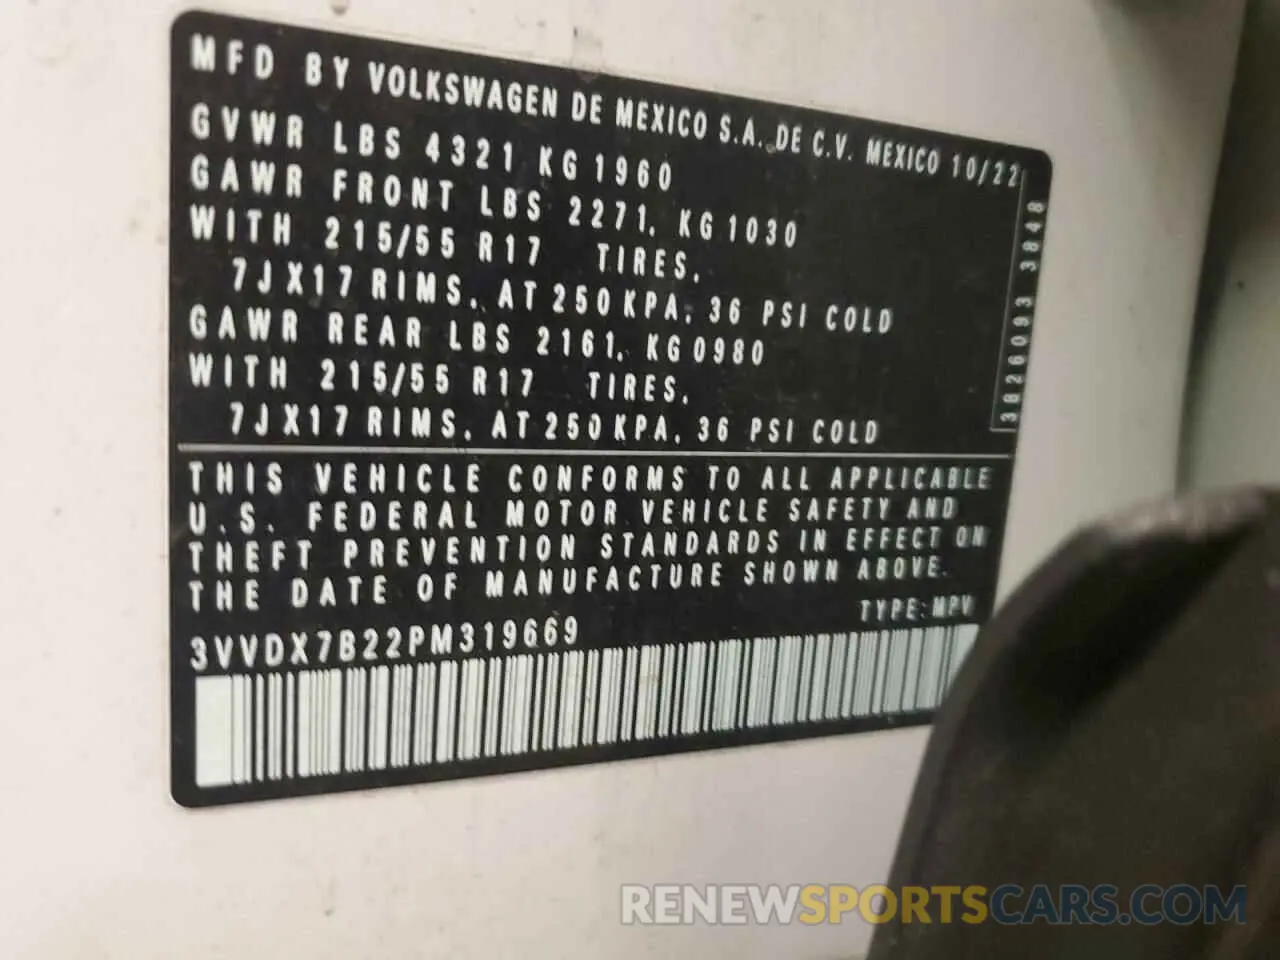 MFD BY VOLKSWAGEN DE MEXICO S.A. DE C.V. MEXICO 10/22
GVWR LBS 4321 KG 1960
GAWR FRONT LBS 2271, KG 1030
WITH 215/55 R17 TIRES,
7JX17 RIMS, AT 250 KPA, 36 PSI COLD
GAWR REAR LBS 2161, KG 0980
WITH 215/55 R17 TIRES,
7JX17 RIMS, AT 250 KPA, 36 PSI COLD
3826093 3848
THIS VEHICLE CONFORMS TO ALL APPLICABLE
U.S. FEDERAL MOTOR VEHICLE SAFETY AND
THEFT PREVENTION STANDARDS IN EFFECT ON
THE DATE OF MANUFACTURE SHOWN ABOVE.
TYPE: MPV
3VVDX7B22PM319669
RENEWSPORTSCARS.COM